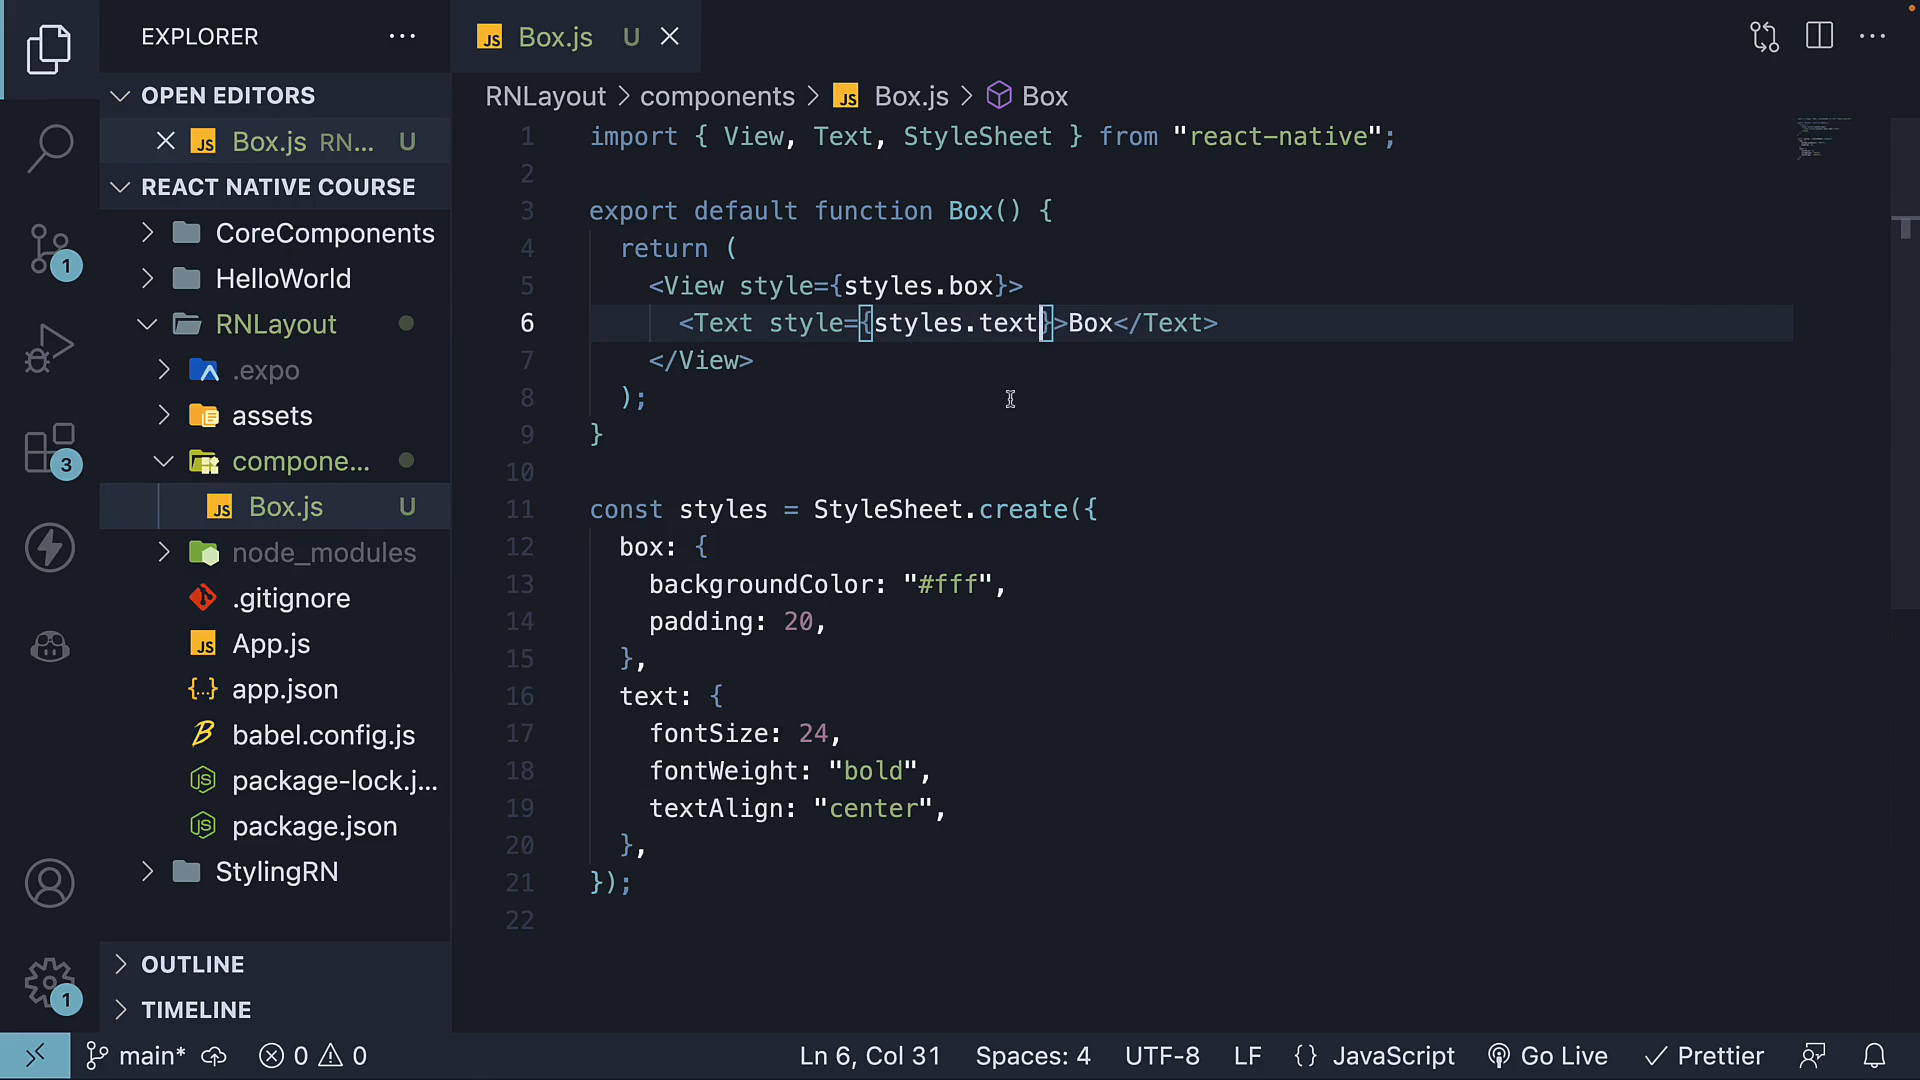 EXPLORER
OPEN EDITORS
Box.js RN... U
REACT NATIVE COURSE
CoreComponents
HelloWorld
RNLayout
.expo
assets
compone...
Box.js U
node_modules
.gitignore
App.js
app.json
babel.config.js
package-lock.j...
package.json
StylingRN
OUTLINE
TIMELINE
1
3
1
Box.js U
RNLayout > components > JS Box.js > Box
1 import { View, Text, StyleSheet } from "react-native";
2
3 export default function Box() {
4 return (
5 <View style={styles.box}>
6 <Text style={styles.text}>Box</Text>
7 </View>
8 );
9 }
10
11 const styles = StyleSheet.create({
12 box: {
13 backgroundColor: "#fff",
14 padding: 20,
15 },
16 text: {
17 fontSize: 24,
18 fontWeight: "bold",
19 textAlign: "center",
20 },
21 });
22
main* 0 0 Ln 6, Col 31 Spaces: 4 UTF-8 LF {} JavaScript Go Live Prettier